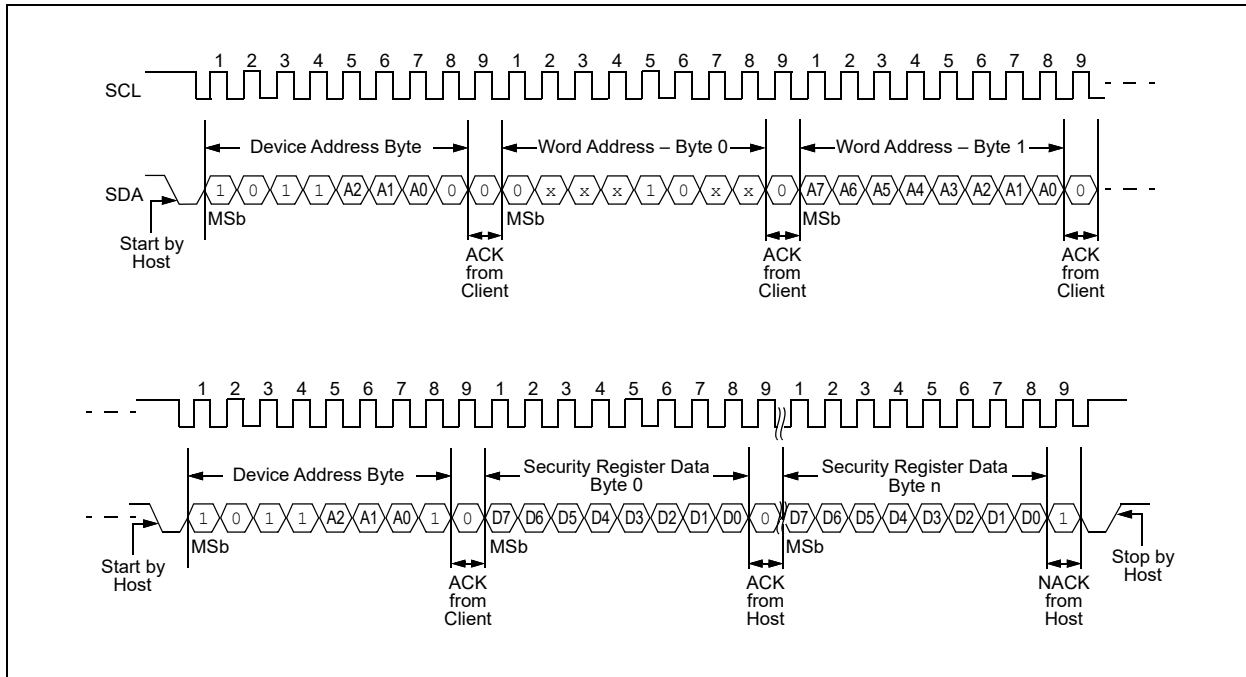 1 2 3 4 5 6 7 8 9 1 2 3 4 5 6 7 8 9 1 2 3 4 5 6 7 8 9
SCL
Device Address Byte Word Address – Byte 0 Word Address – Byte 1
SDA 1 0 1 1 A2 A1 A0 0 0 0 x x x 1 0 x x 0 A7 A6 A5 A4 A3 A2 A1 A0 0
MSb MSb MSb
Start by
Host
ACK
from
Client
ACK
from
Client
ACK
from
Client
1 2 3 4 5 6 7 8 9 1 2 3 4 5 6 7 8 9 1 2 3 4 5 6 7 8 9
Device Address Byte
Security Register Data
Byte 0
Security Register Data
Byte n
1 0 1 1 A2 A1 A0 1 0 D7 D6 D5 D4 D3 D2 D1 D0 0 D7 D6 D5 D4 D3 D2 D1 D0 1
MSb MSb MSb
Start by
Host
ACK
from
Client
ACK
from
Host
NACK
from
Host
Stop by
Host